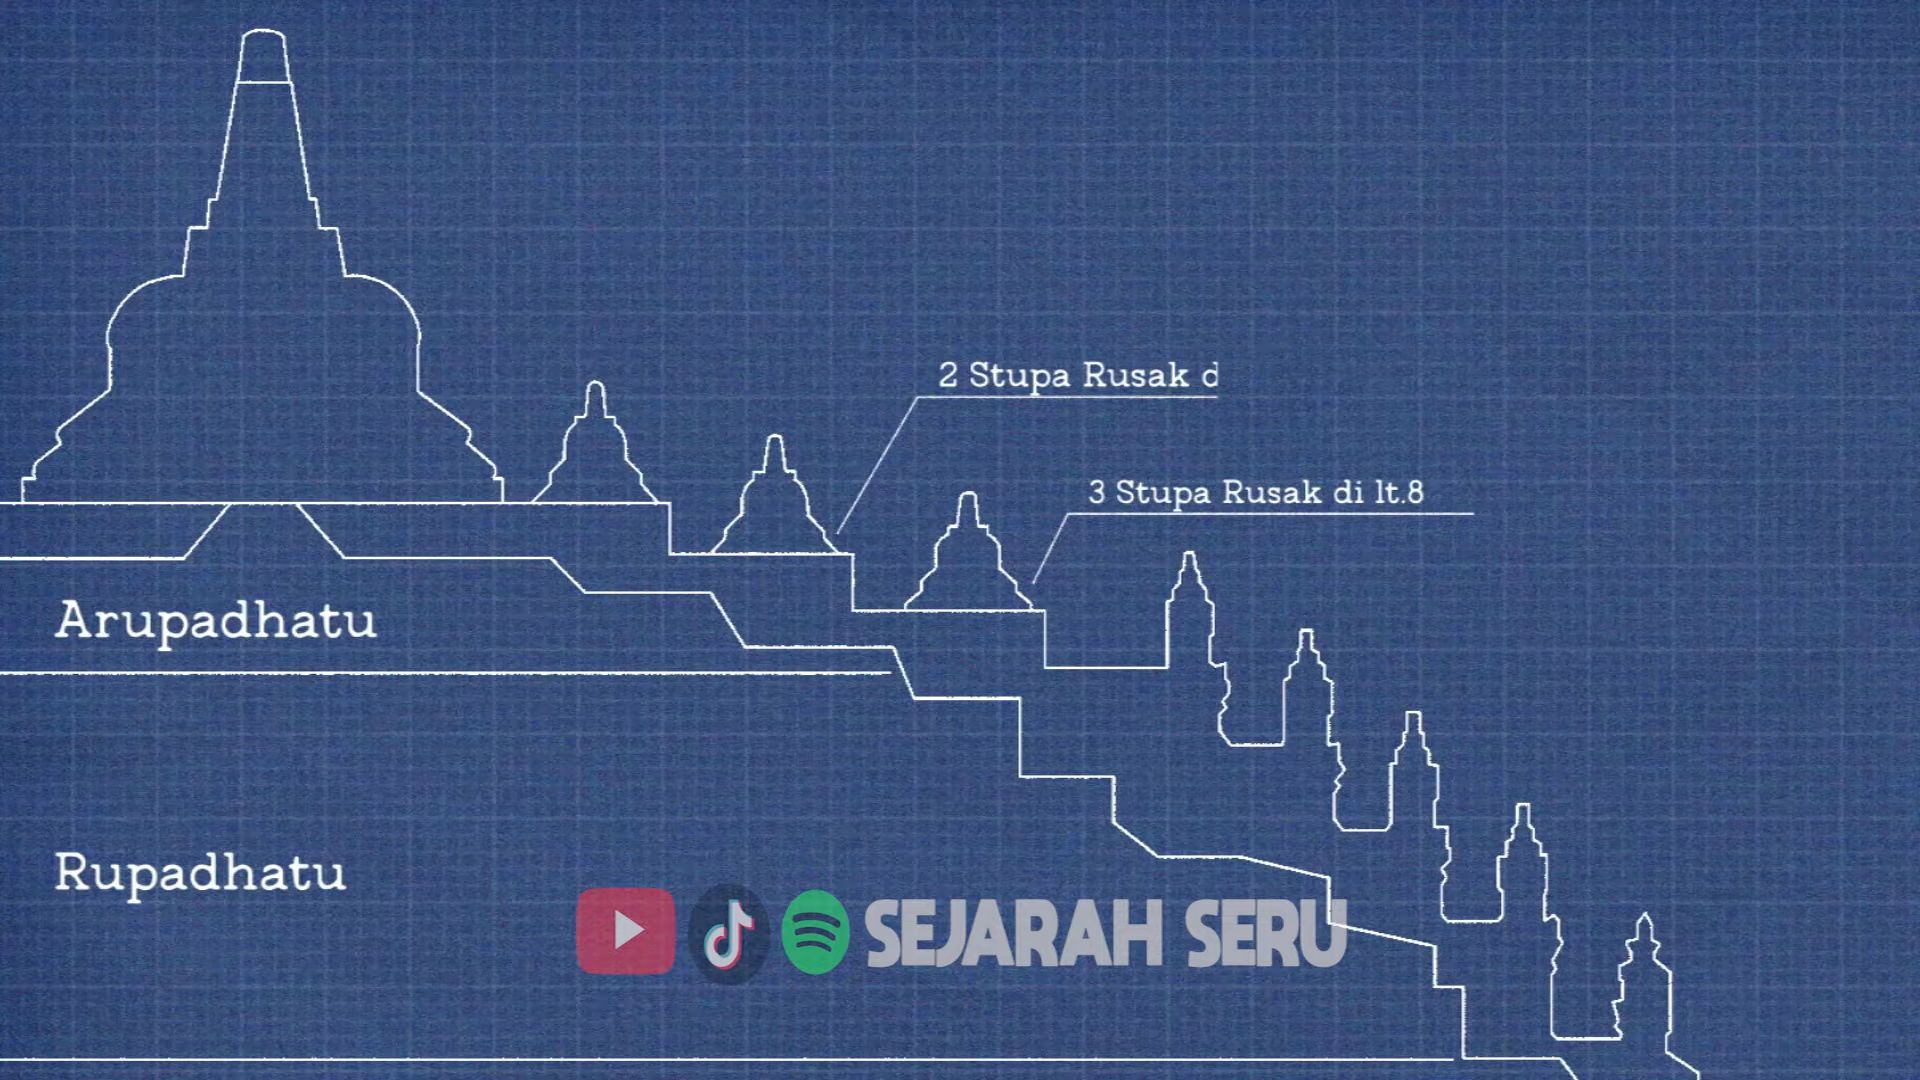 2 Stupa Rusak d
3 Stupa Rusak di lt.8
Arupadhatu
Rupadhatu
SEJARAH SERU